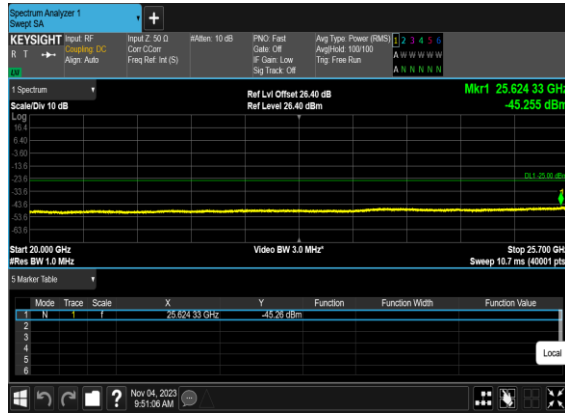 Spectrum Analyzer 1
Swept SA
+
KEYSIGHT Input: RF Input Z: 50 Ω #Atten: 10 dB PNO: Fast Avg Type: Power (RMS) 1 2 3 4 5 6
R T Coupling: DC Corr CCorr Gate: Off Avg|Hold: 100/100 A W W W W W
Align: Auto Freq Ref: Int (S) IF Gain: Low Trig: Free Run
Sig Track: Off A N N N N N
1 Spectrum Ref Lvl Offset 26.40 dB Mkr1 25.624 33 GHz
Scale/Div 10 dB Ref Level 26.40 dBm -45.255 dBm
Log
16.4
6.40
-3.60
-13.6
-23.6 DL1 -25.00 dBm
-33.6
-43.6
-53.6
-63.6
Start 20.000 GHz Video BW 3.0 MHz* Stop 25.700 GHz
#Res BW 1.0 MHz Sweep 10.7 ms (40001 pts)
5 Marker Table
Mode Trace Scale X Y Function Function Width Function Value
1 N 1 f 25.624 33 GHz -45.26 dBm
2
3
4
5
6
Local
? Nov 04, 2023
9:51:06 AM